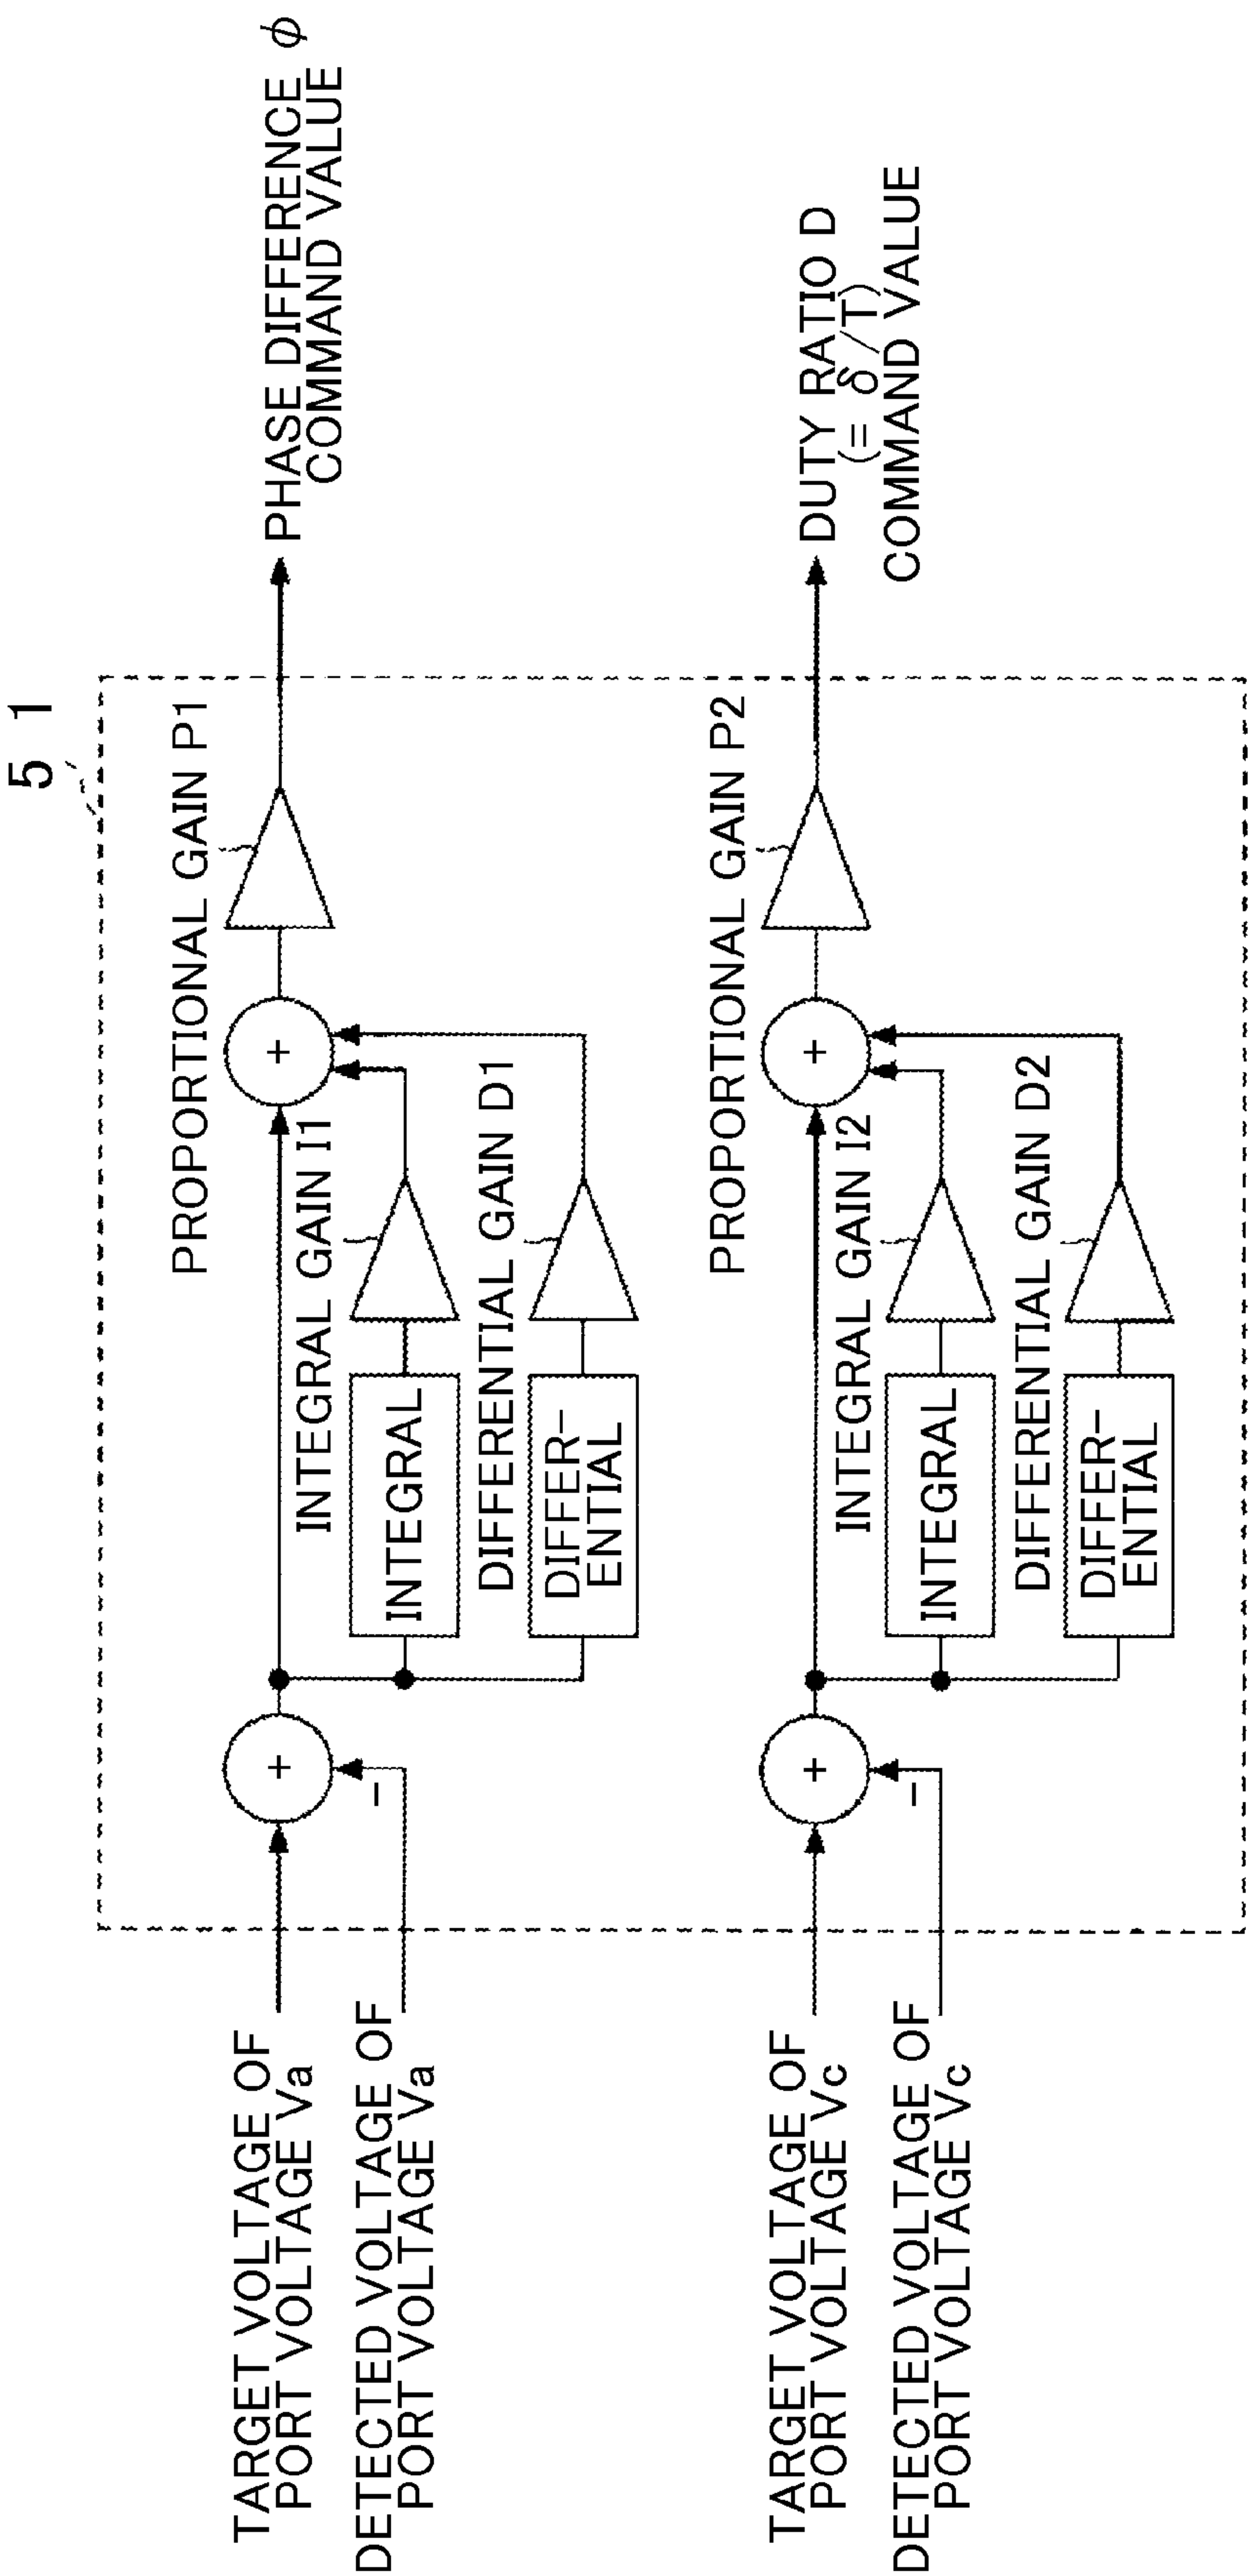 51
TARGET VOLTAGE OF
PORT VOLTAGE Va
DETECTED VOLTAGE OF
PORT VOLTAGE Va
+
−
INTEGRAL
INTEGRAL GAIN I1
DIFFER-
ENTIAL
DIFFERENTIAL GAIN D1
+
PROPORTIONAL GAIN P1
PHASE DIFFERENCE ϕ
COMMAND VALUE
TARGET VOLTAGE OF
PORT VOLTAGE Vc
DETECTED VOLTAGE OF
PORT VOLTAGE Vc
+
−
INTEGRAL
INTEGRAL GAIN I2
DIFFER-
ENTIAL
DIFFERENTIAL GAIN D2
+
PROPORTIONAL GAIN P2
DUTY RATIO D
(= δ/T)
COMMAND VALUE